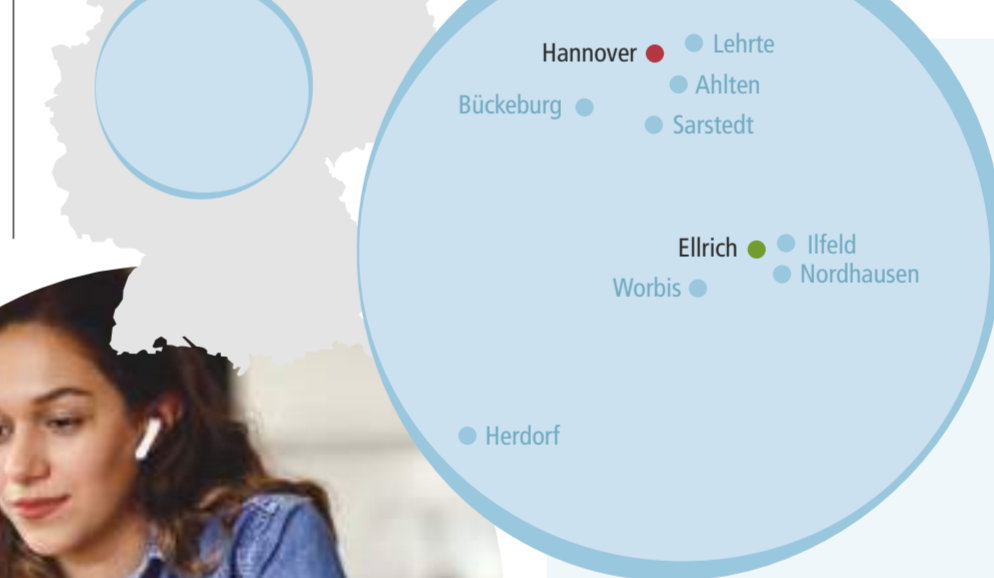 Hannover
Lehrte
Ahlten
Bückeburg
Sarstedt
Ellrich
Ilfeld
Nordhausen
Worbis
Herdorf